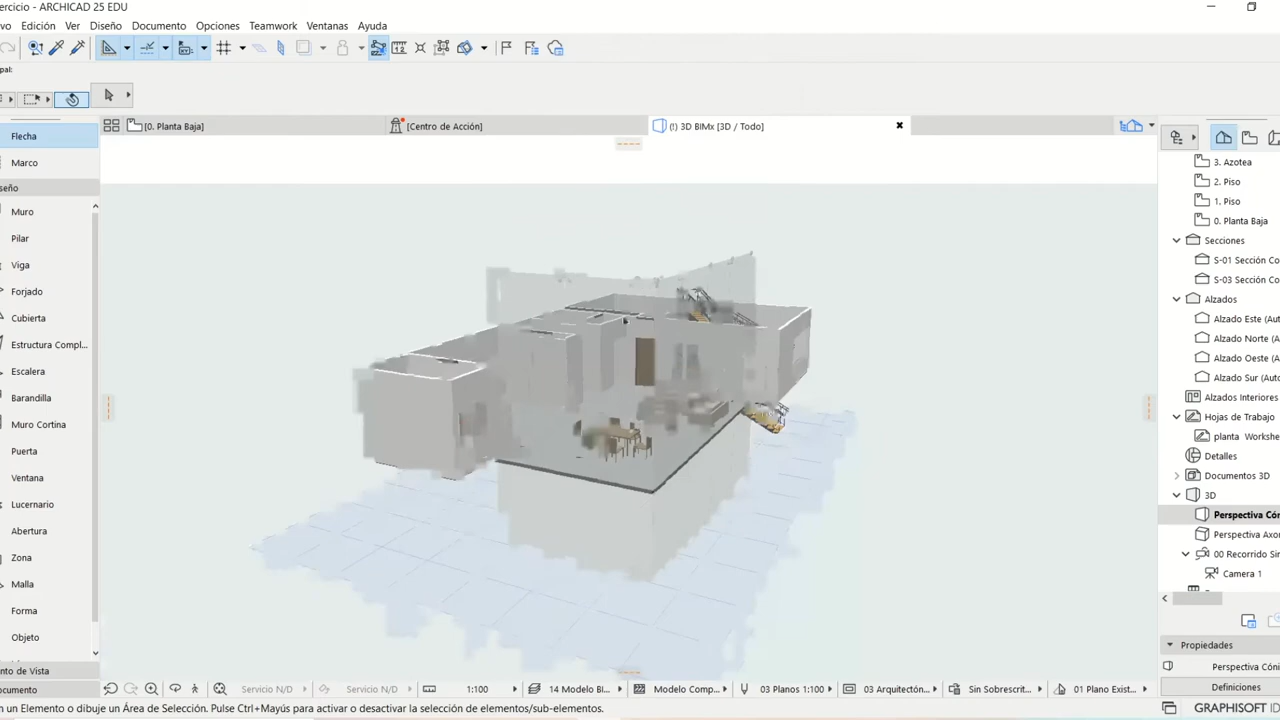 ercicio - ARCHICAD 25 EDU
vo Edición Ver Diseño Documento Opciones Teamwork Ventanas Ayuda
pal:
[0. Planta Baja]
[Centro de Acción]
(!) 3D BIMx [3D / Todo]
Flecha
Marco
seño
Muro
Pilar
Viga
Forjado
Cubierta
Estructura Compl...
Escalera
Barandilla
Muro Cortina
Puerta
Ventana
Lucernario
Abertura
Zona
Malla
Forma
Objeto
nto de Vista
ocumento
3. Azotea
2. Piso
1. Piso
0. Planta Baja
Secciones
S-01 Sección Co
S-03 Sección Co
Alzados
Alzado Este (Aut
Alzado Norte (A
Alzado Oeste (A
Alzado Sur (Auto
Alzados Interiores
Hojas de Trabajo
planta Workshe
Detalles
Documentos 3D
3D
Perspectiva Cón
Perspectiva Axor
00 Recorrido Sin
Camera 1
Propiedades
Perspectiva Cóni
Definiciones
Servicio N/D
Servicio N/D
1:100
14 Modelo BI...
Modelo Comp...
03 Planos 1:100
03 Arquitectón...
Sin Sobrescrit...
01 Plano Exist...
n un Elemento o dibuje un Área de Selección. Pulse Ctrl+Mayús para activar o desactivar la selección de elementos/sub-elementos.
GRAPHISOFT ID